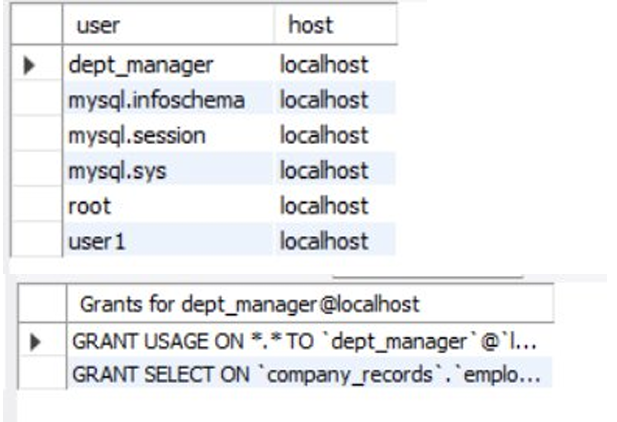 user host
dept_manager localhost
mysql.infoschema localhost
mysql.session localhost
mysql.sys localhost
root localhost
user1 localhost
Grants for dept_manager@localhost
GRANT USAGE ON *.* TO `dept_manager`@`l...
GRANT SELECT ON `company_records`.`emplo...